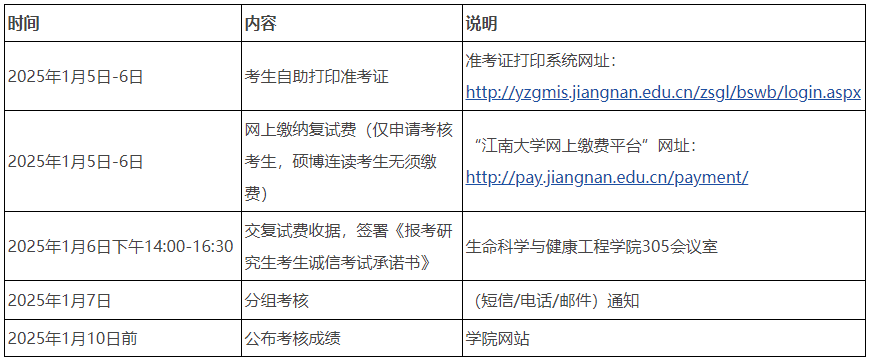 时间
内容
说明
2025年1月5日-6日
考生自助打印准考证
准考证打印系统网址：
http://yzgmis.jiangnan.edu.cn/zsgl/bswb/login.aspx
2025年1月5日-6日
网上缴纳复试费（仅申请考核
考生，硕博连读考生无须缴
费）
“江南大学网上缴费平台”网址：
http://pay.jiangnan.edu.cn/payment/
2025年1月6日下午14:00-16:30
交复试费收据，签署《报考研
究生考生诚信考试承诺书》
生命科学与健康工程学院305会议室
2025年1月7日
分组考核
（短信/电话/邮件）通知
2025年1月10日前
公布考核成绩
学院网站